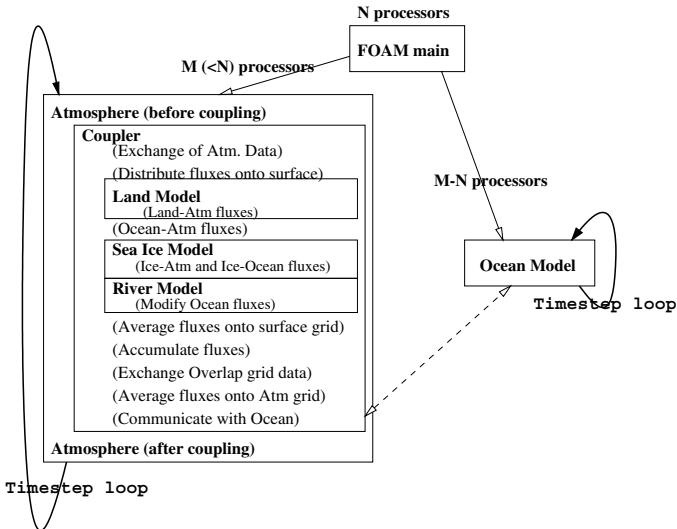 N processors
FOAM main
M (<N) processors
Atmosphere (before coupling)
Coupler
(Exchange of Atm. Data)
(Distribute fluxes onto surface)
Land Model
(Land-Atm fluxes)
(Ocean-Atm fluxes)
Sea Ice Model
(Ice-Atm and Ice-Ocean fluxes)
River Model
(Modify Ocean fluxes)
(Average fluxes onto surface grid)
(Accumulate fluxes)
(Exchange Overlap grid data)
(Average fluxes onto Atm grid)
(Communicate with Ocean)
Atmosphere (after coupling)
Timestep loop
M-N processors
Ocean Model
Timestep loop